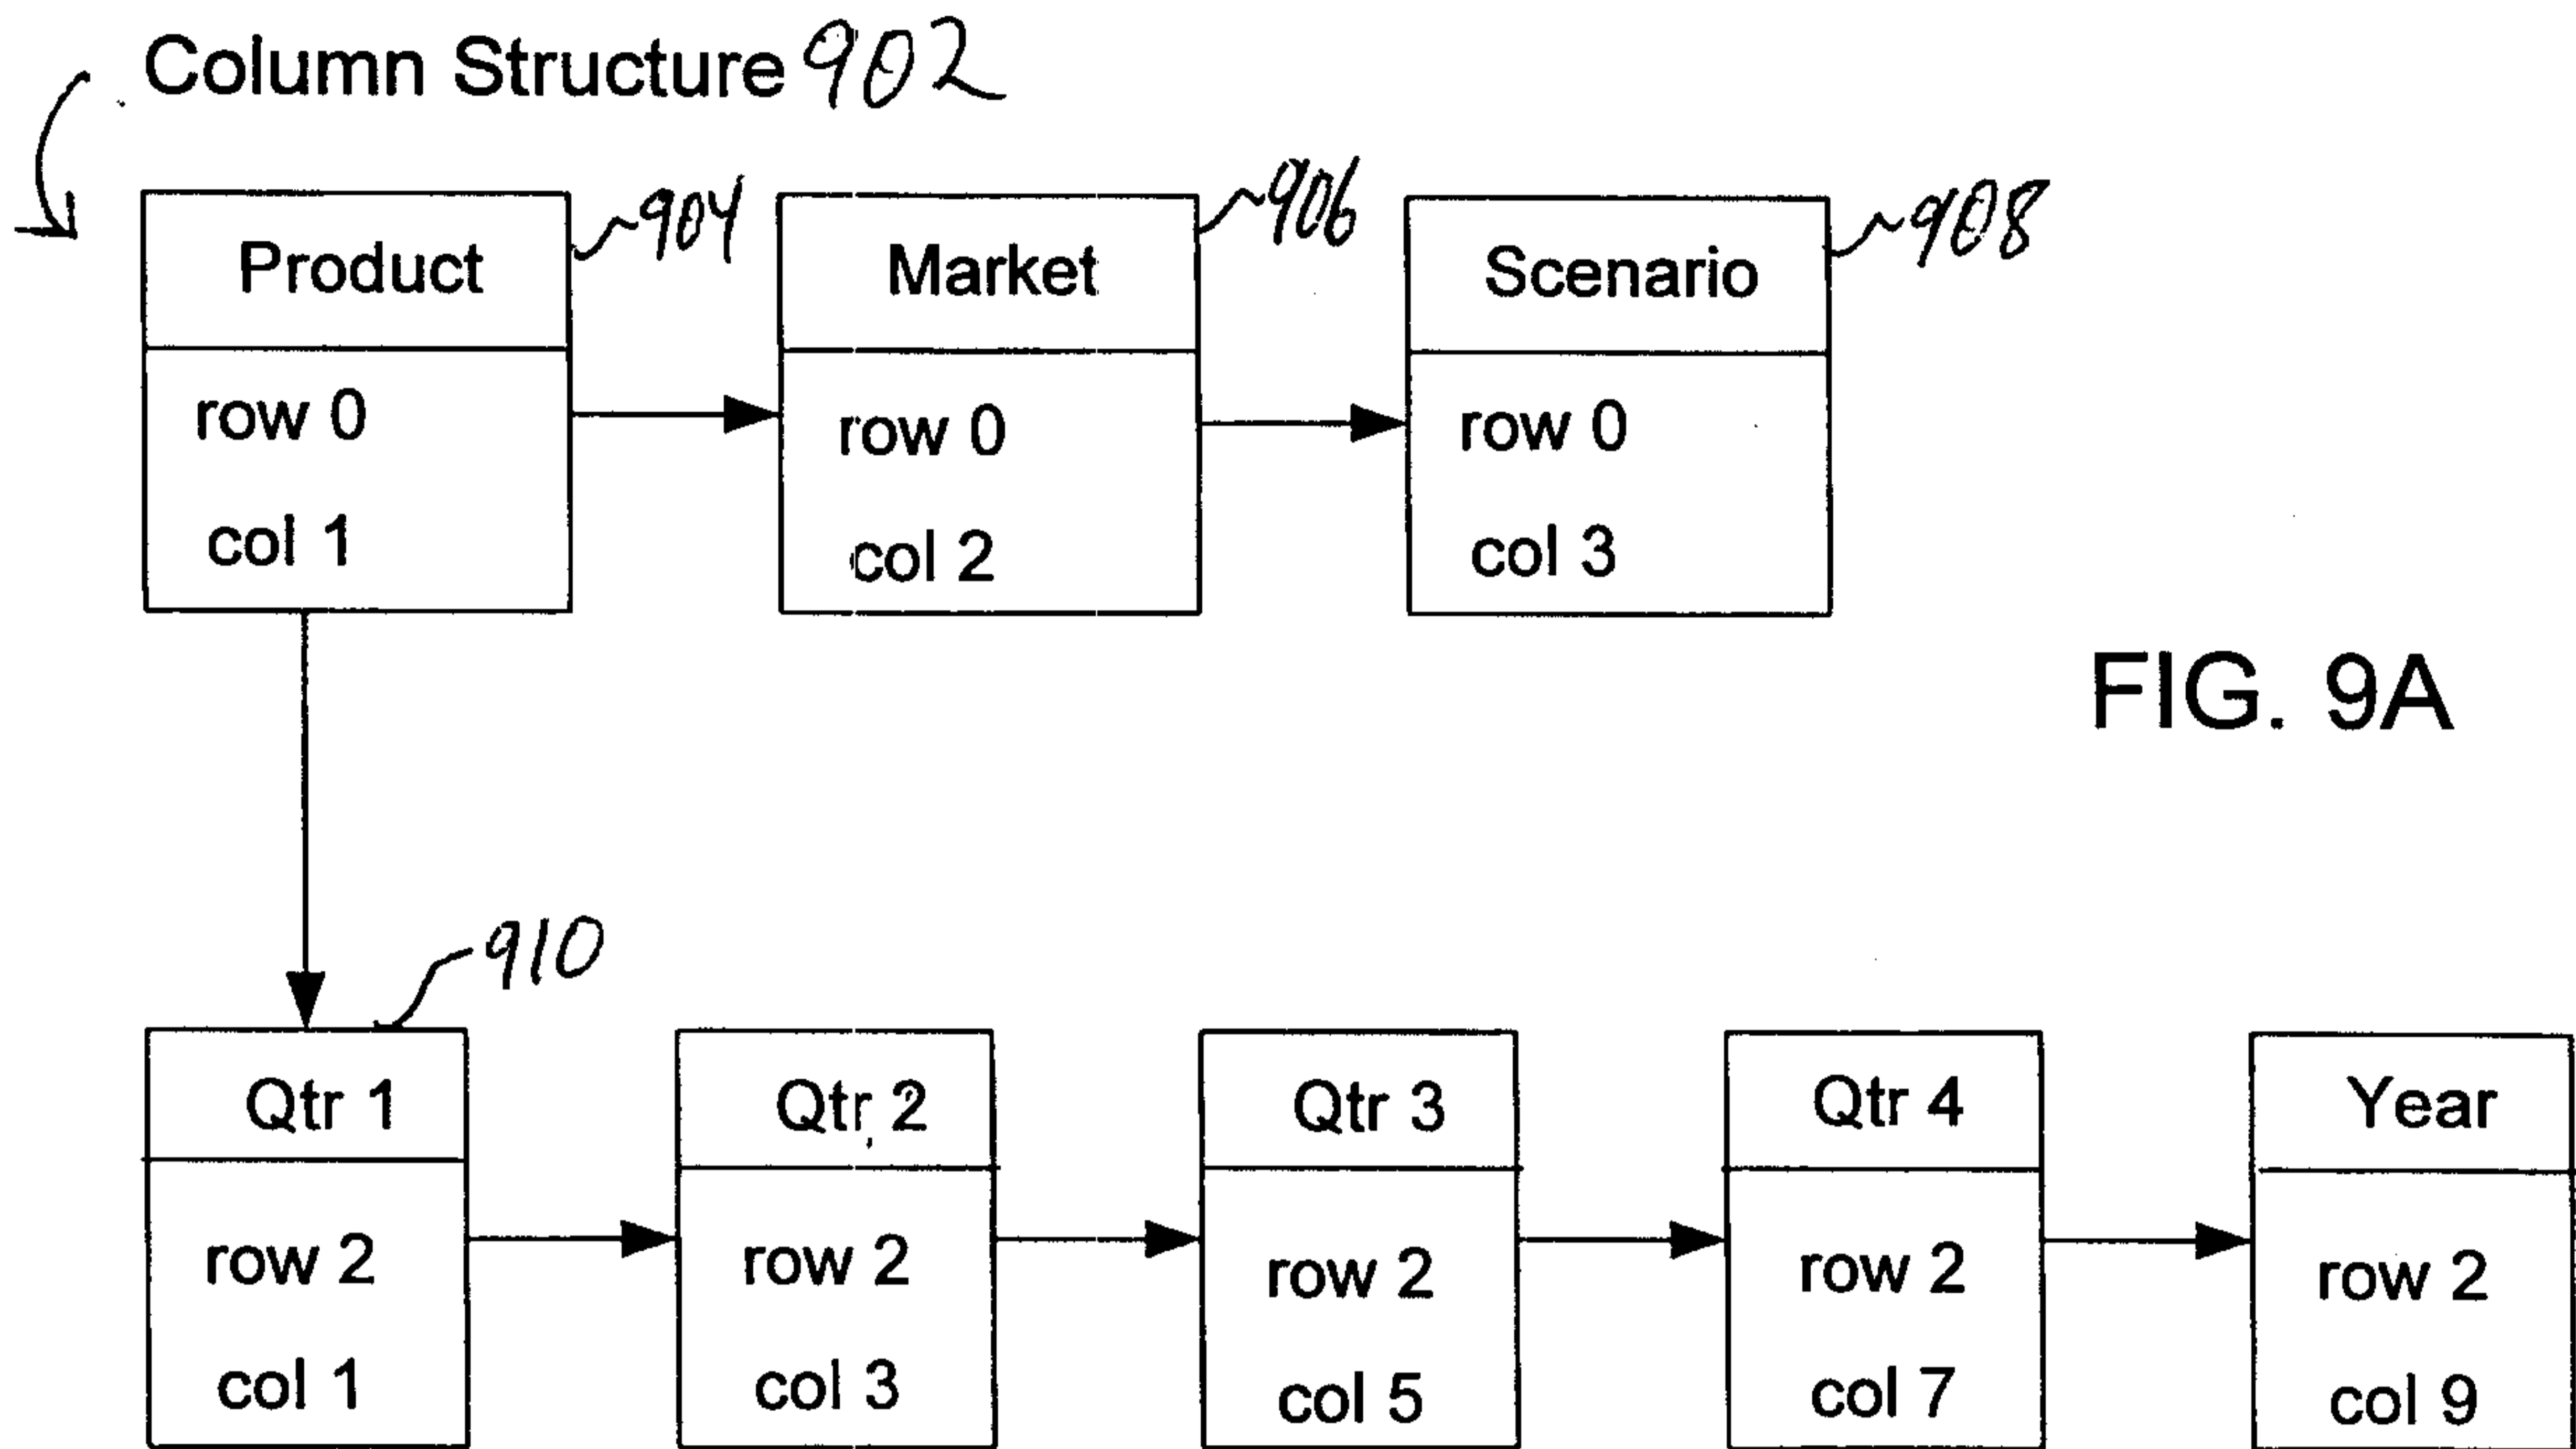 Column Structure 902
Product 904
row 0
col 1
Market 906
row 0
col 2
Scenario 908
row 0
col 3
FIG. 9A
910
Qtr 1
row 2
col 1
Qtr 2
row 2
col 3
Qtr 3
row 2
col 5
Qtr 4
row 2
col 7
Year
row 2
col 9